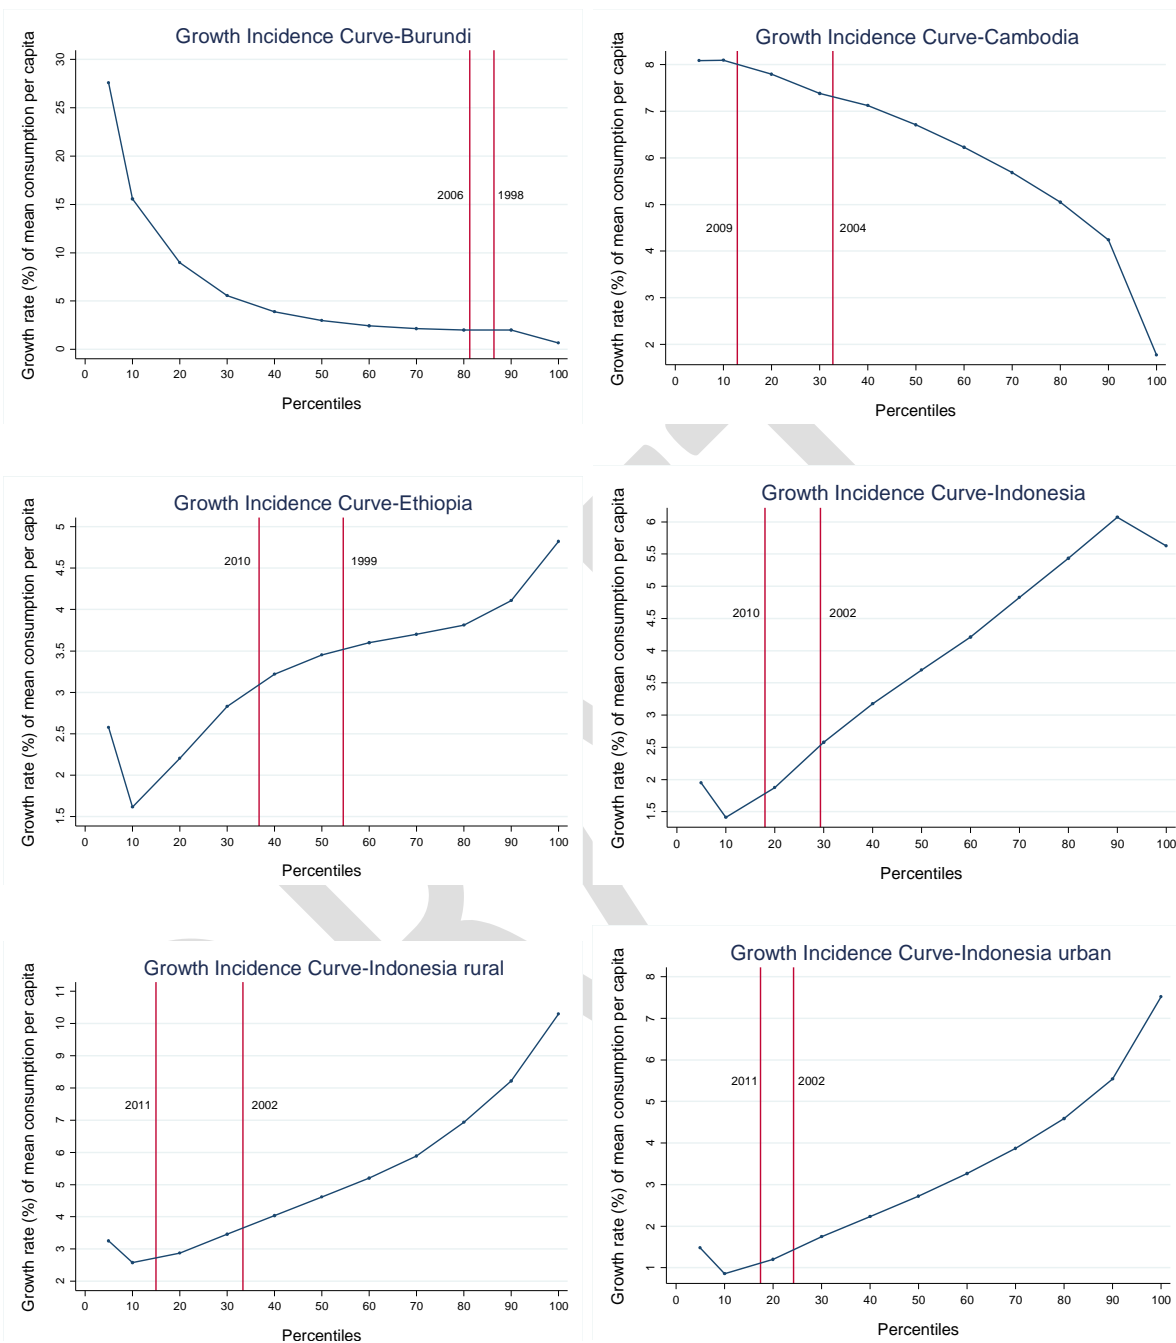 Growth Incidence Curve-Burundi
Growth rate (%) of mean consumption per capita
30
25
20
15
10
5
0
2006
1998
0 10 20 30 40 50 60 70 80 90 100
Percentiles
Growth Incidence Curve-Cambodia
Growth rate (%) of mean consumption per capita
8
7
6
5
4
3
2
2009
2004
0 10 20 30 40 50 60 70 80 90 100
Percentiles
Growth Incidence Curve-Ethiopia
Growth rate (%) of mean consumption per capita
5
4.5
4
3.5
3
2.5
2
1.5
2010
1999
0 10 20 30 40 50 60 70 80 90 100
Percentiles
Growth Incidence Curve-Indonesia
Growth rate (%) of mean consumption per capita
6
5.5
5
4.5
4
3.5
3
2.5
2
1.5
2010
2002
0 10 20 30 40 50 60 70 80 90 100
Percentiles
Growth Incidence Curve-Indonesia rural
Growth rate (%) of mean consumption per capita
11
10
9
8
7
6
5
4
3
2
2011
2002
0 10 20 30 40 50 60 70 80 90 100
Percentiles
Growth Incidence Curve-Indonesia urban
Growth rate (%) of mean consumption per capita
8
7
6
5
4
3
2
1
2011
2002
0 10 20 30 40 50 60 70 80 90 100
Percentiles